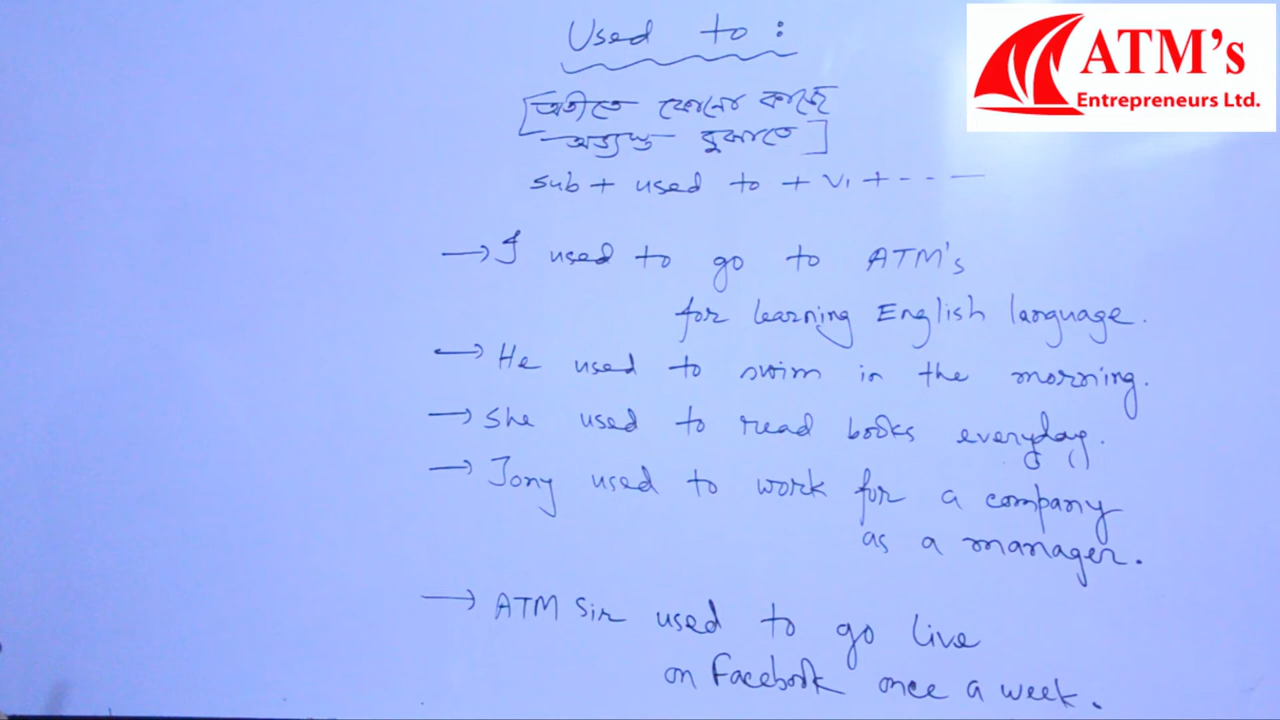 Used to :
ATM's
Entrepreneurs Ltd.
[অতীতে কোনো কাজে
অভ্যস্ত বুঝাতে]
sub + used to + V1 + - - - —
→ I used to go to ATM's
for learning English language.
→ He used to swim in the morning.
→ She used to read books everyday.
→ Jony used to work for a company
as a manager.
→ ATM Sir used to go live
on Facebook once a week.